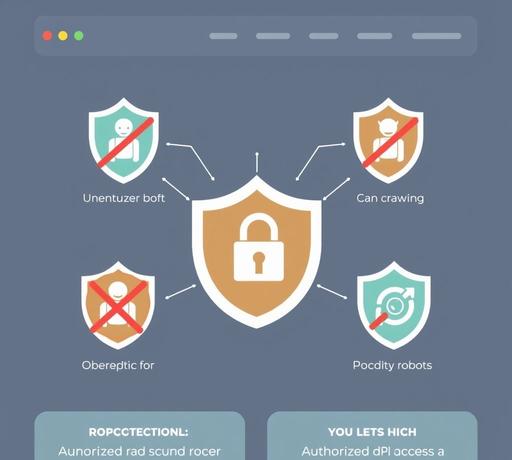 Unentuzer boft
Can crawing
Obereptic for
Pocdity robots
ROPCCTECTIONL:
Aunorized rad scund rocer
YOU LETS HICH
Authorized dPl access a